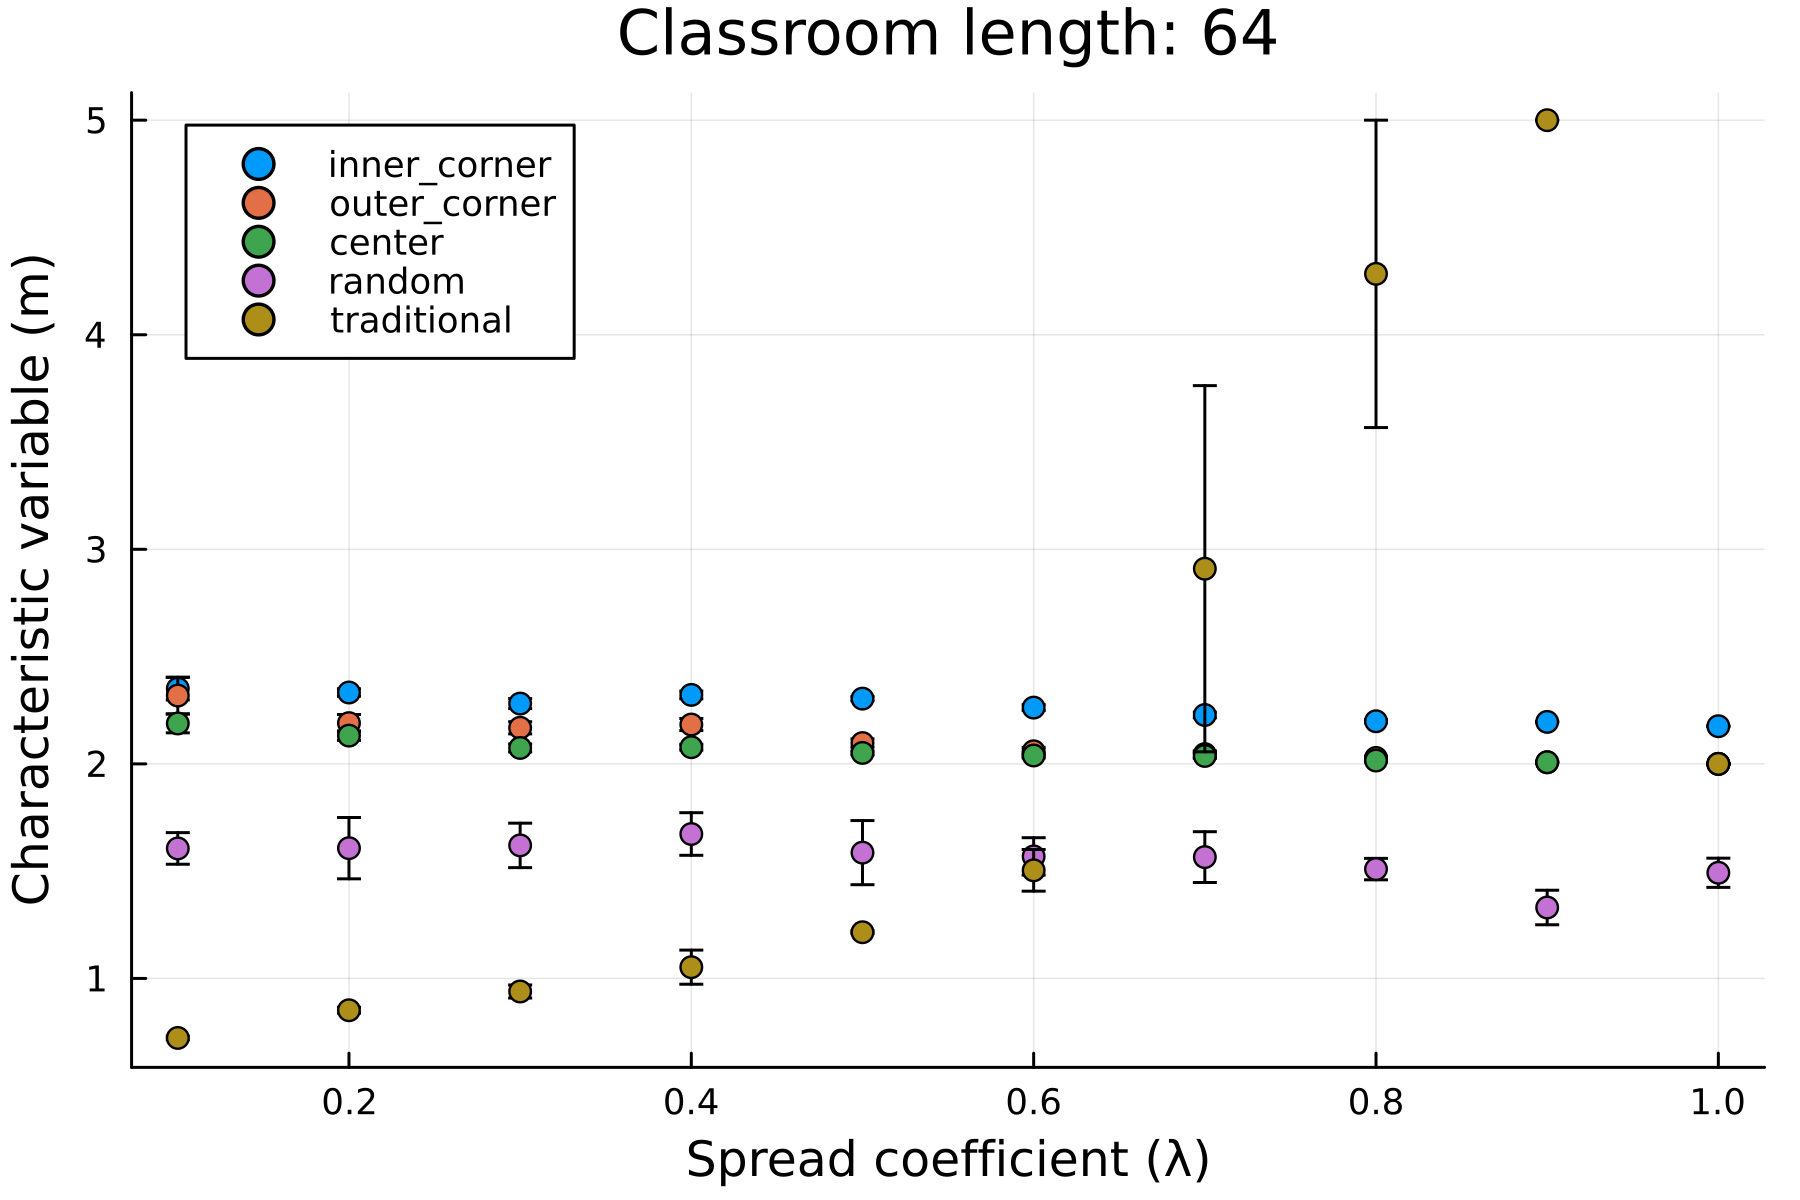 Classroom length: 64
Characteristic variable (m)
5
4
3
2
1
inner_corner
outer_corner
center
random
traditional
0.2
0.4
0.6
0.8
1.0
Spread coefficient (λ)